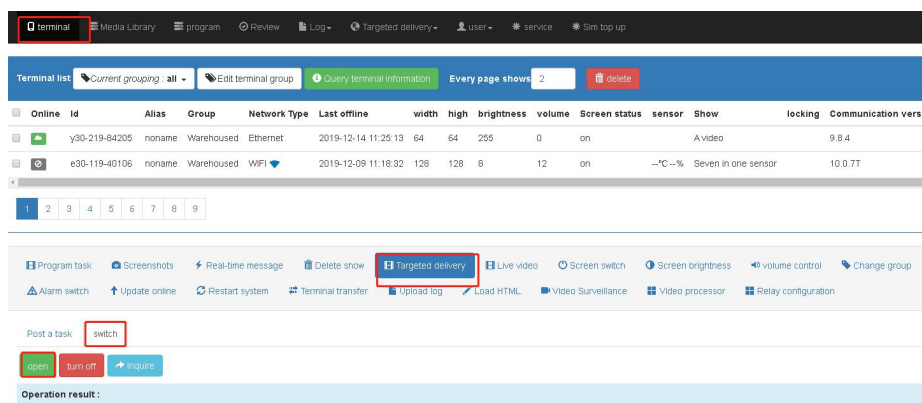 terminal Media Library program Review Log Targeted delivery user service Sim top up
Terminal list Current grouping : all Edit terminal group Query terminal information Every page shows 2 delete
Online Id Alias Group Network Type Last offline width high brightness volume Screen status sensor Show locking Communication vers
y30-219-84205 noname Warehoused Ethernet 2019-12-14 11:25:13 64 64 255 0 on A video 9.8.4
e30-119-40106 noname Warehoused WIFI 2019-12-09 11:18:32 128 128 8 12 on --°C --% Seven in one sensor 10.0.7T
1 2 3 4 5 6 7 8 9
Program task Screenshots Real-time message Delete show Targeted delivery Live video Screen switch Screen brightness volume control Change group
Alarm switch Update online Restart system Terminal transfer Upload log Load HTML Video Surveillance Video processor Relay configuration
Post a task switch
open turn off Inquire
Operation result :